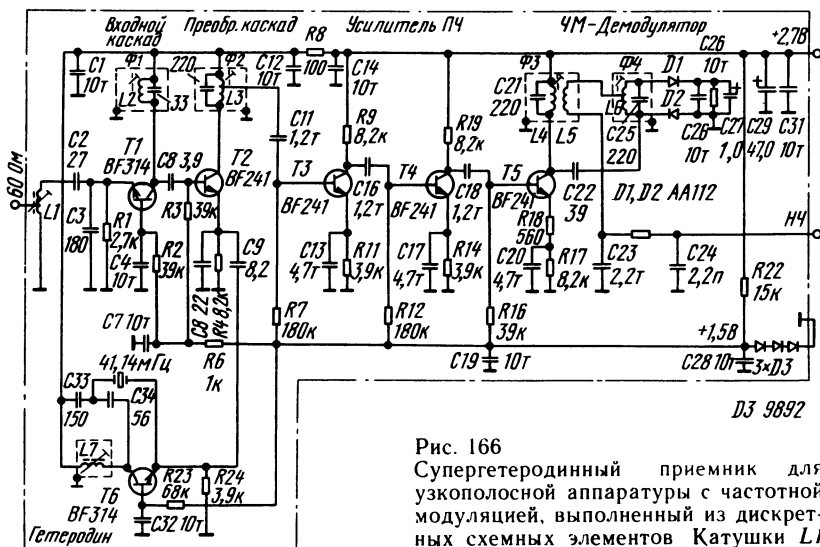 Входной каскад
Преобр. каскад
Усилитель ПЧ
ЧМ-Демодулятор
C1
10т
Ф1
L2
33
220
Ф2
L3
C12
10т
R8
100
C14
10т
R9
8,2к
R19
8,2к
Ф3
C21
220
L4
L5
Ф4
L6
C25
220
D1
D2
C26
10т
C26
10т
C27
1,0
C29
47,0
C31
10т
+2,7В
60 Ом
L1
C2
27
C3
180
R1
2,7к
T1
BF314
C4
10т
R2
39к
C8 3,9
R3
39к
T2
BF241
C11
1,2т
C9
8,2
C8 22
R4 8,2к
T3
BF241
C16
1,2т
C13
4,7т
R11
3,9к
T4
BF241
C18
1,2т
C17
4,7т
R14
3,9к
T5
BF241
R18
560
C20
4,7т
R17
8,2к
C22
39
D1, D2 AA112
C23
2,2т
C24
2,2п
НЧ
R22
15к
R7
180к
R12
180к
R16
39к
C19
10т
+1,5В
C28 10т
3×D3
D3 9892
C7 10т
R6
1к
41,14мГц
C33
150
C34
56
L7
T6
BF314
R23
68к
R24
3,9к
C32 10т
Гетеродин
Рис. 166
Супергетеродинный приемник для
узкополосной аппаратуры с частотной
модуляцией, выполненный из дискрет-
ных схемных элементов Катушки L1